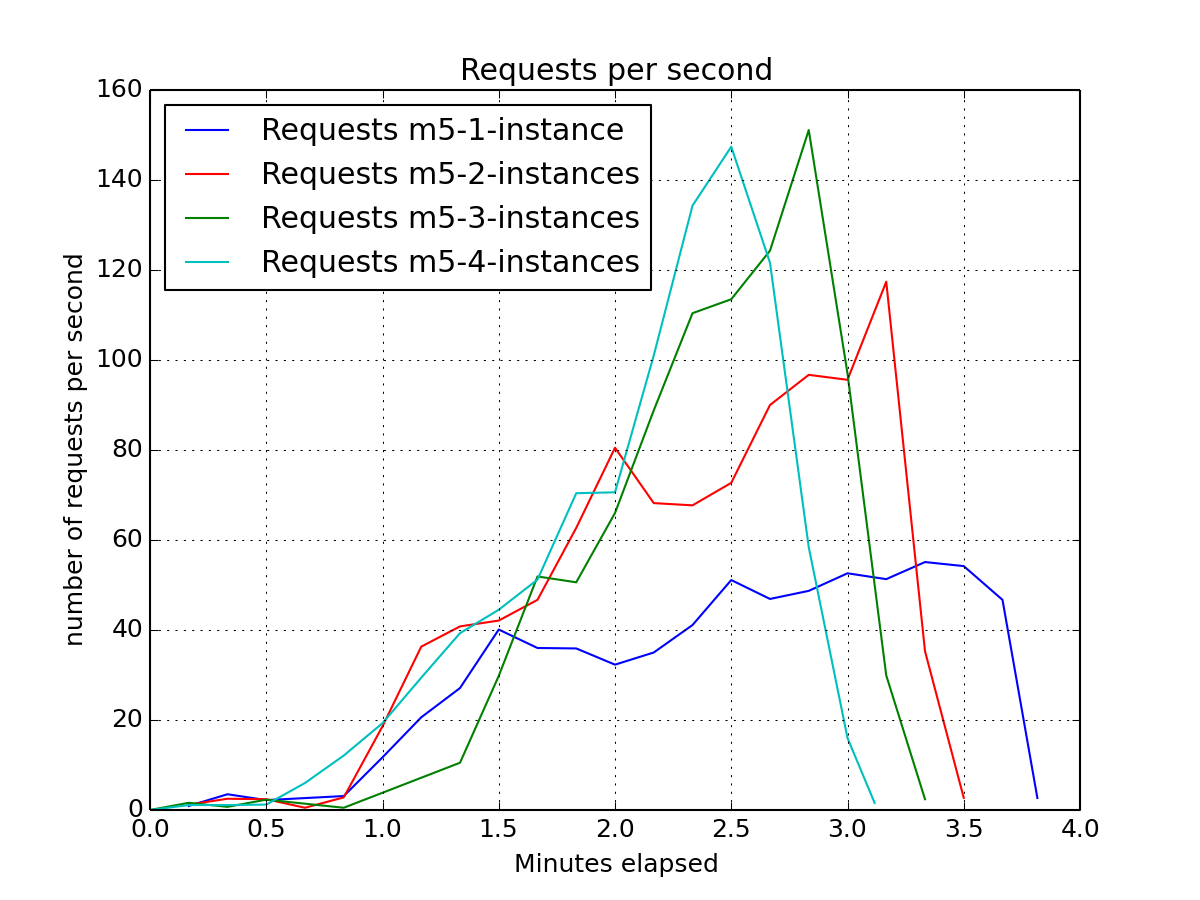 Requests per second
160
140
120
100
80
60
40
20
0
number of requests per second
Requests m5-1-instance
Requests m5-2-instances
Requests m5-3-instances
Requests m5-4-instances
0.0 0.5 1.0 1.5 2.0 2.5 3.0 3.5 4.0
Minutes elapsed